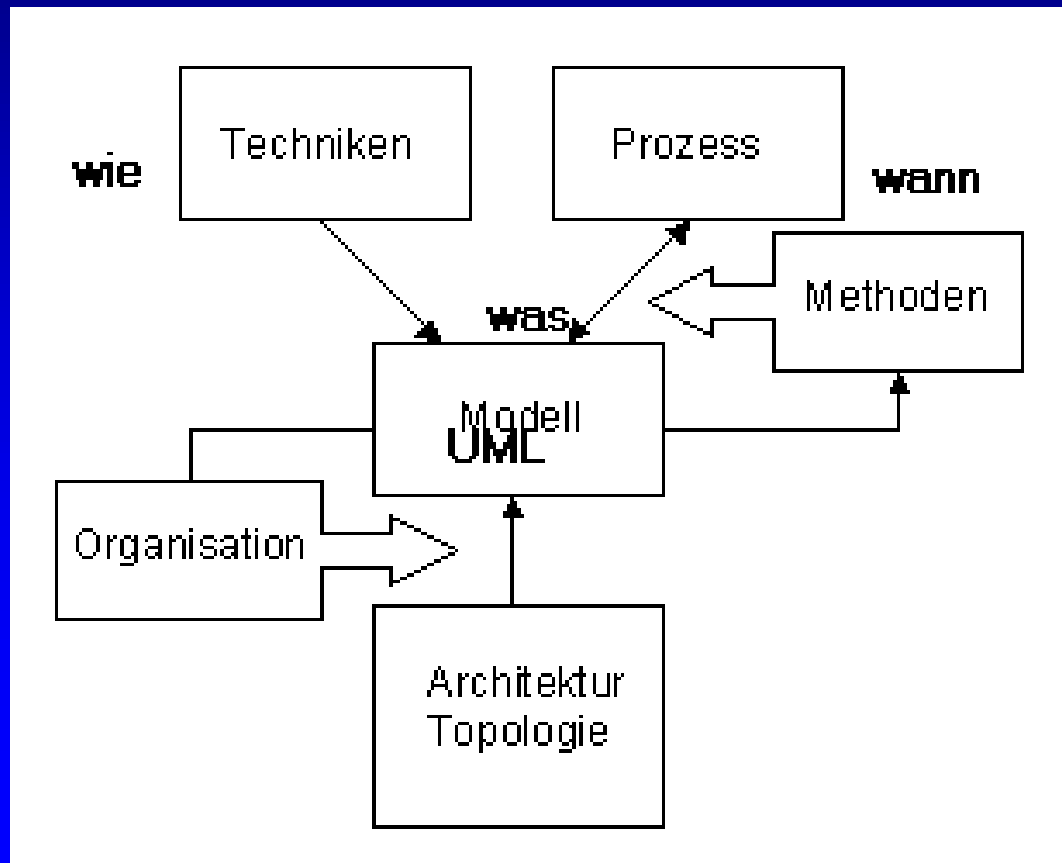 Techniken
Prozess
wie
wann
Methoden
was
Modell
UML
Organisation
Architektur
Topologie